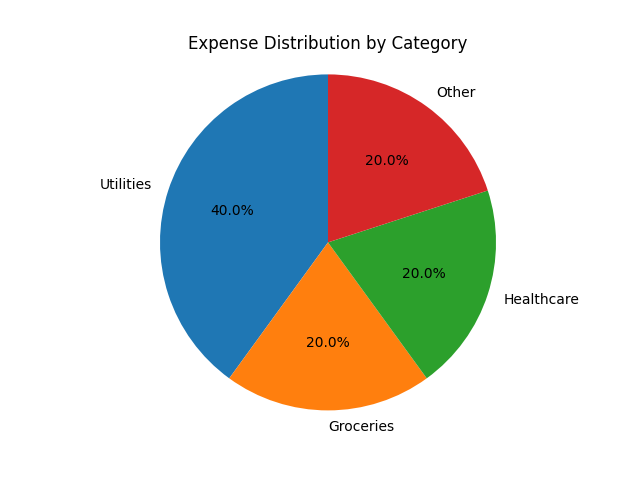 Expense Distribution by Category
Other
20.0%
Utilities
40.0%
20.0%
Healthcare
20.0%
Groceries